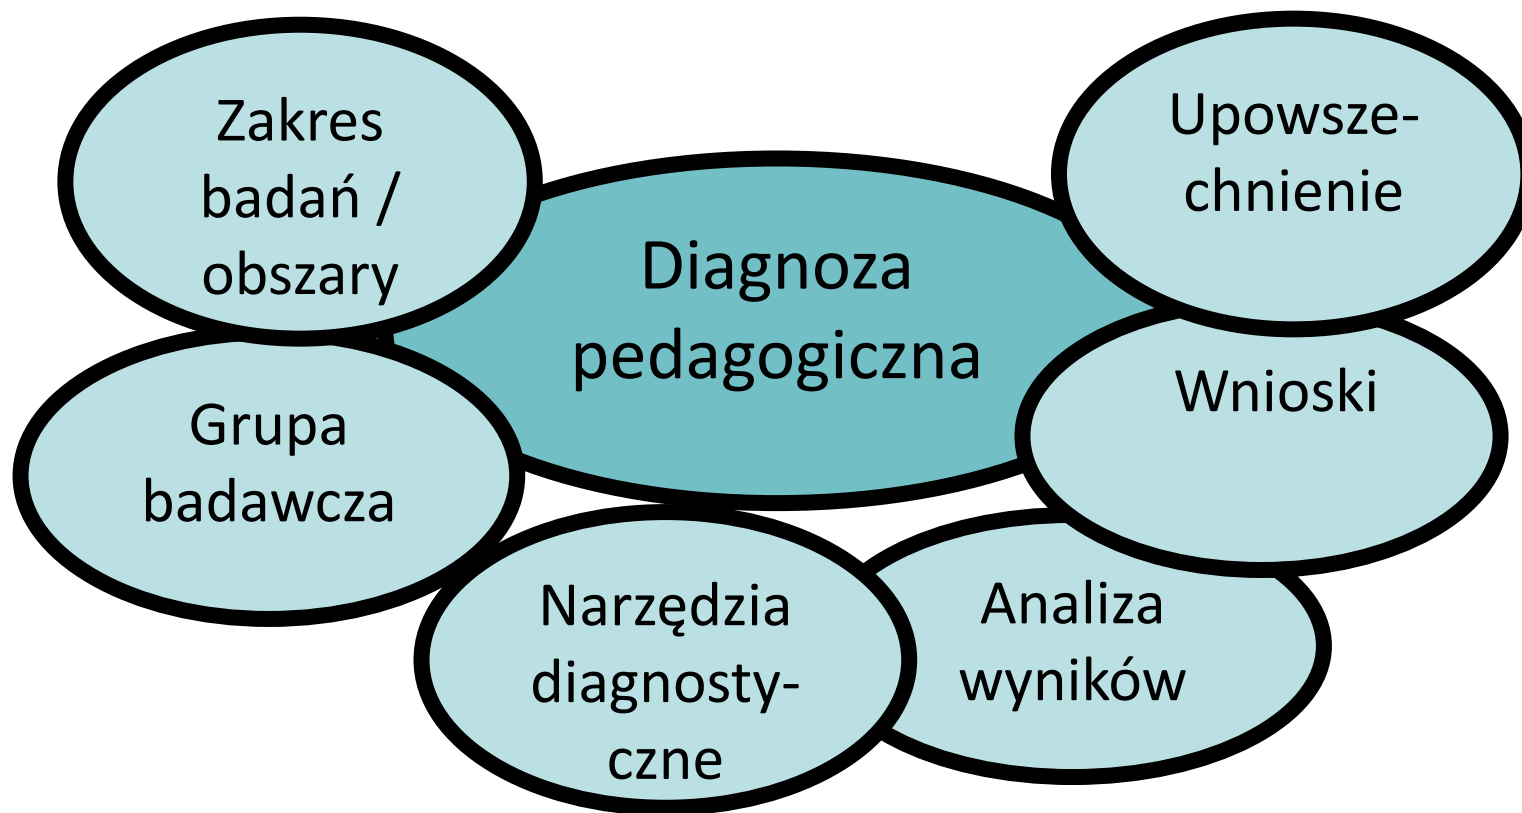 Zakres
badań /
obszary
Diagnoza
pedagogiczna
Upowsze-
chnienie
Wnioski
Grupa
badawcza
Narzędzia
diagnosty-
czne
Analiza
wyników